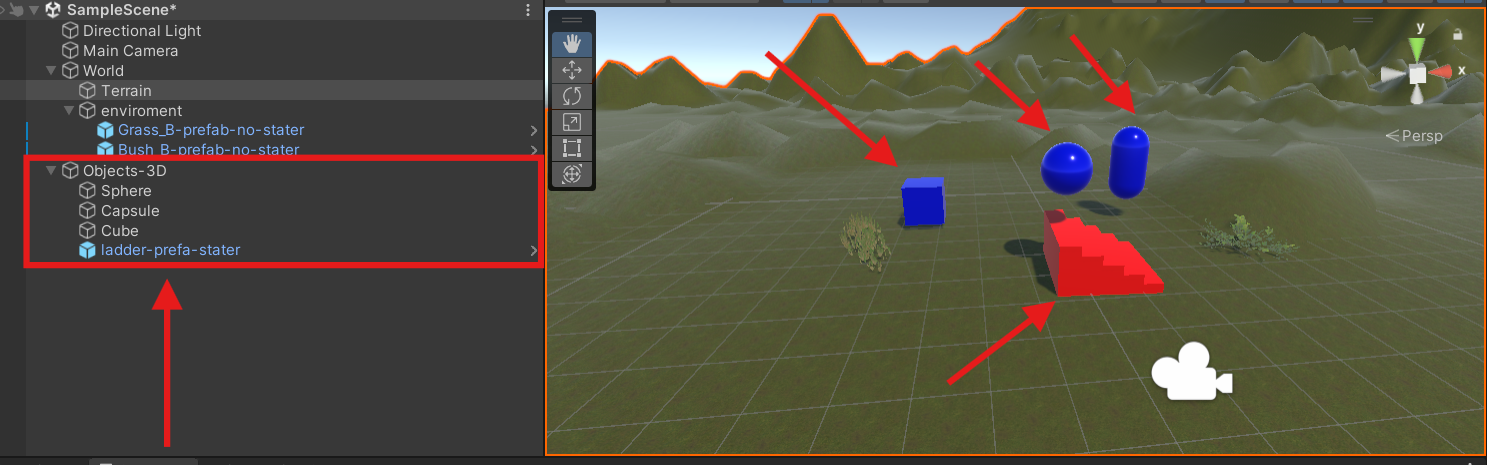 SampleScene*
Directional Light
Main Camera
World
Terrain
enviroment
Grass_B-prefab-no-stater
Bush_B-prefab-no-stater
Objects-3D
Sphere
Capsule
Cube
ladder-prefa-stater
y
x
Persp